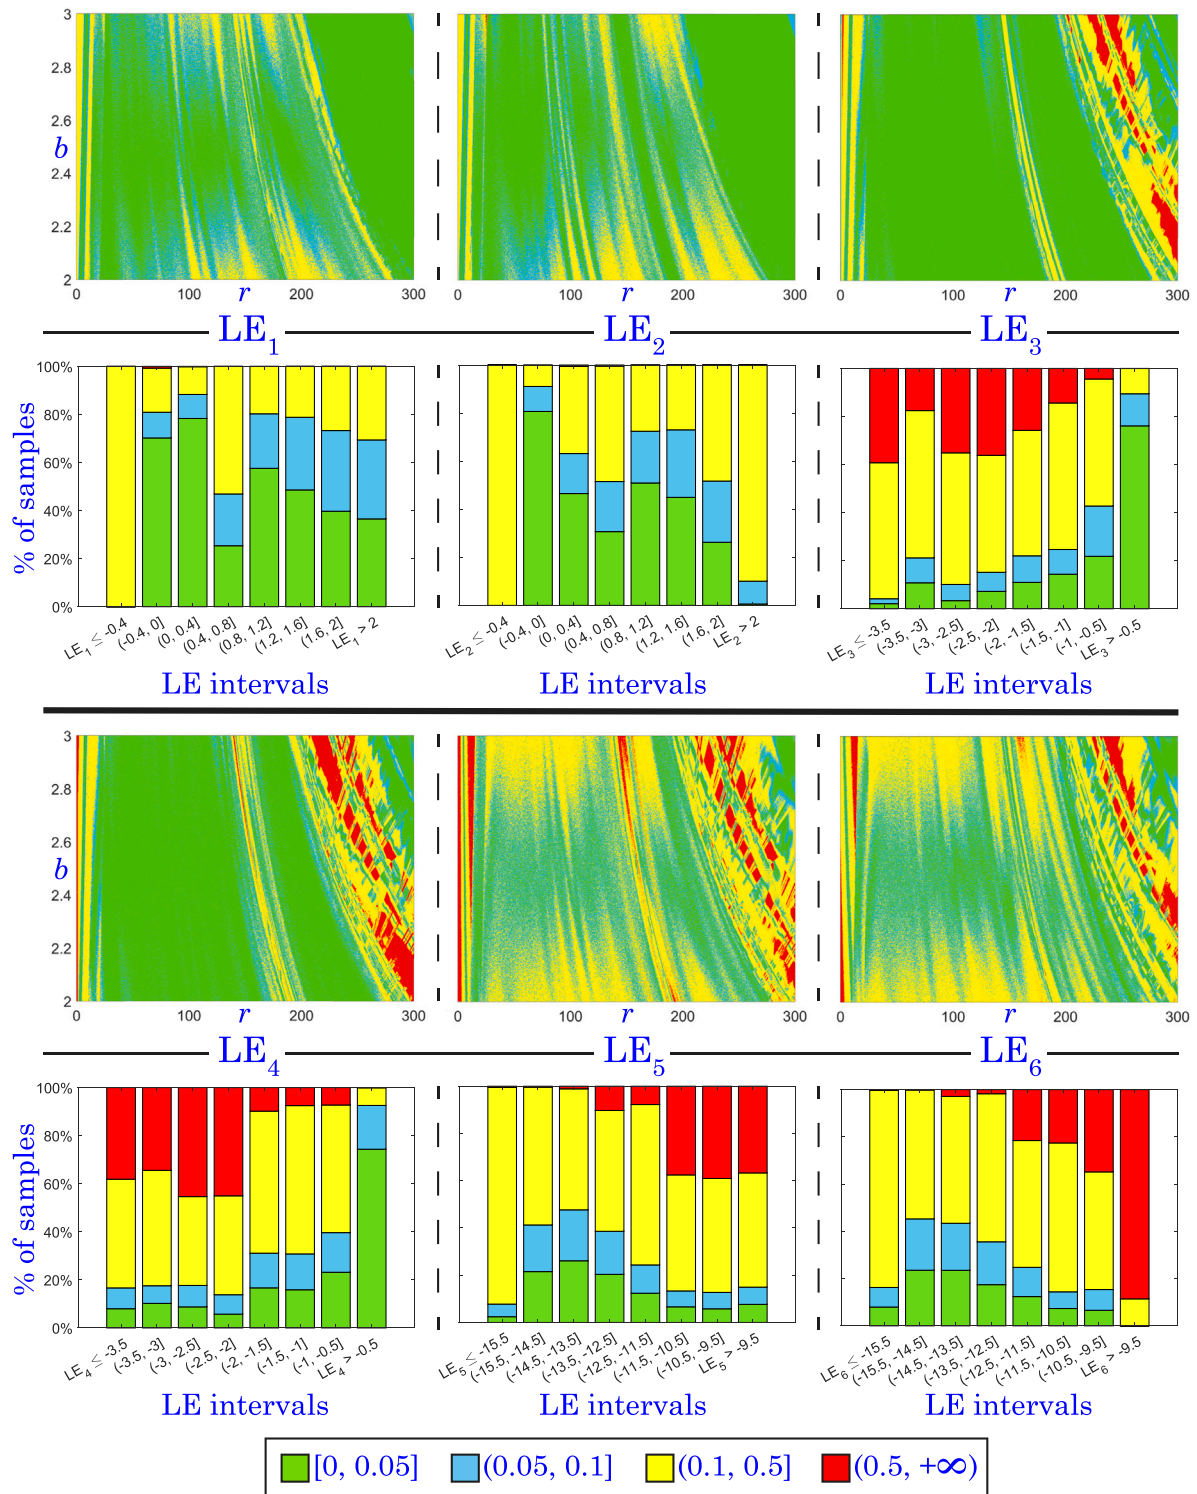 3
2.8
2.6
b
2.4
2.2
2
0 100 r 200 300
0 100 r 200 300
0 100 r 200 300
LE1 LE2 LE3
100%
80%
60%
40%
20%
0%
% of samples
LE1 ≤ -0.4 (-0.4, 0] (0, 0.4] (0.4, 0.8] (0.8, 1.2] (1.2, 1.6] (1.6, 2] LE1 > 2
LE2 ≤ -0.4 (-0.4, 0] (0, 0.4] (0.4, 0.8] (0.8, 1.2] (1.2, 1.6] (1.6, 2] LE2 > 2
LE3 ≤ -3.5 (-3.5, -3] (-3, -2.5] (-2.5, -2] (-2, -1.5] (-1.5, -1] (-1, -0.5] LE3 > -0.5
LE intervals LE intervals LE intervals
3
2.8
2.6
b
2.4
2.2
2
0 100 r 200 300
0 100 r 200 300
0 100 r 200 300
LE4 LE5 LE6
100%
80%
60%
40%
20%
0%
% of samples
LE4 ≤ -3.5 (-3.5, -3] (-3, -2.5] (-2.5, -2] (-2, -1.5] (-1.5, -1] (-1, -0.5] LE4 > -0.5
LE5 ≤ -15.5 (-15.5, -14.5] (-14.5, -13.5] (-13.5, -12.5] (-12.5, -11.5] (-11.5, -10.5] (-10.5, -9.5] LE5 > -9.5
LE6 ≤ -15.5 (-15.5, -14.5] (-14.5, -13.5] (-13.5, -12.5] (-12.5, -11.5] (-11.5, -10.5] (-10.5, -9.5] LE6 > -9.5
LE intervals LE intervals LE intervals
[0, 0.05] (0.05, 0.1] (0.1, 0.5] (0.5, +∞)